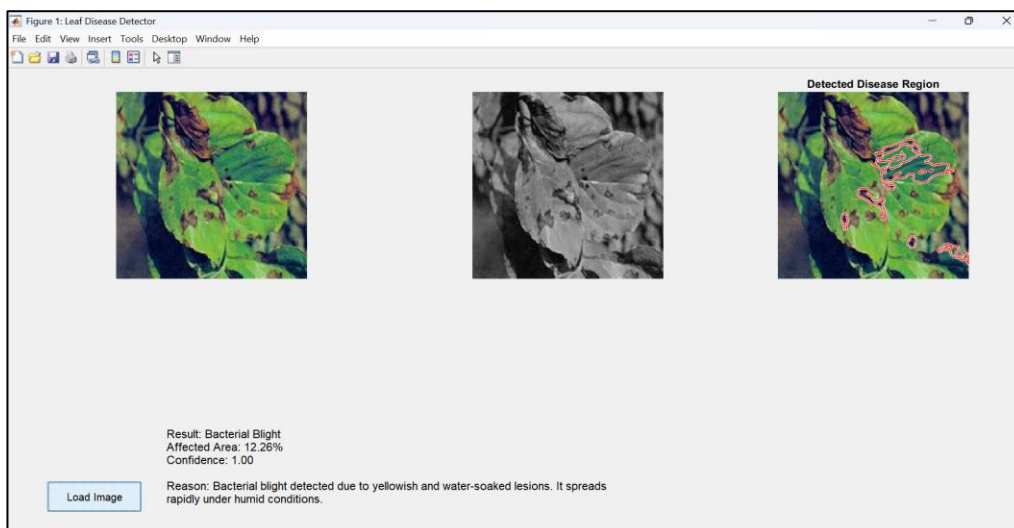 Figure 1: Leaf Disease Detector
File Edit View Insert Tools Desktop Window Help
Detected Disease Region
Result: Bacterial Blight
Affected Area: 12.26%
Confidence: 1.00
Load Image
Reason: Bacterial blight detected due to yellowish and water-soaked lesions. It spreads
rapidly under humid conditions.